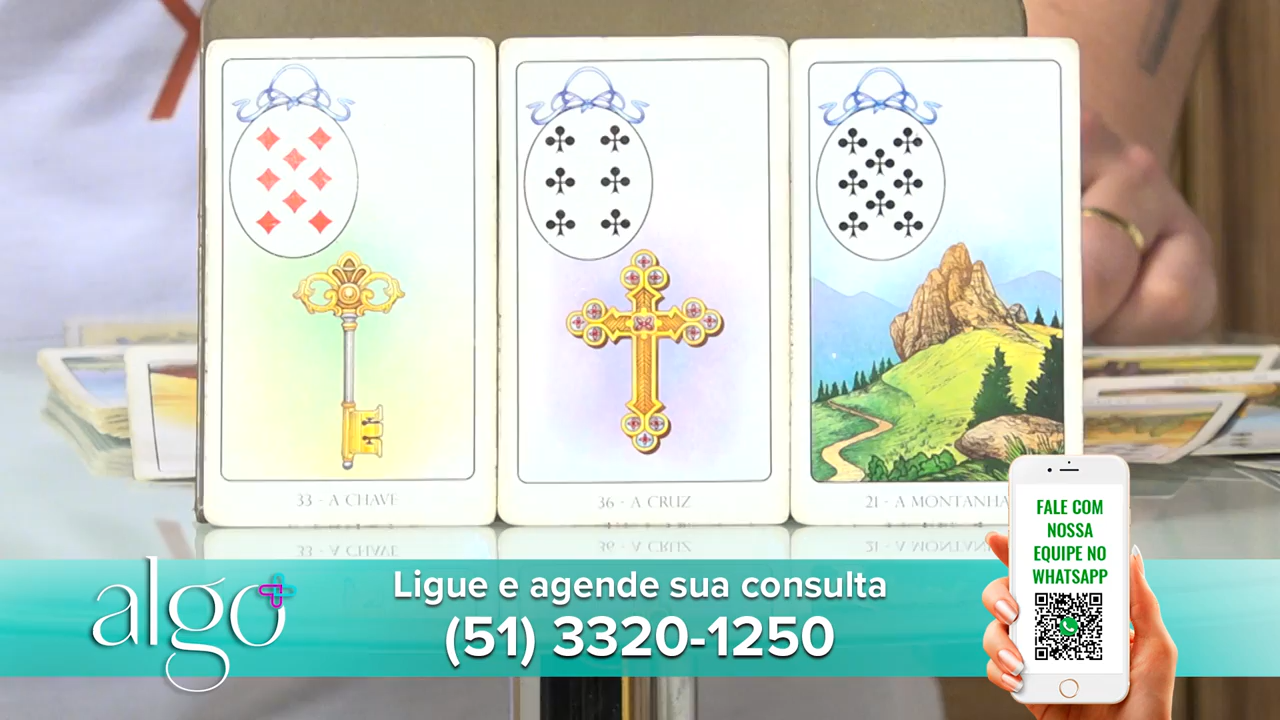 33 - A CHAVE
36 - A CRUZ
21 - A MONTANHA
algo+
Ligue e agende sua consulta
(51) 3320-1250
FALE COM
NOSSA
EQUIPE NO
WHATSAPP